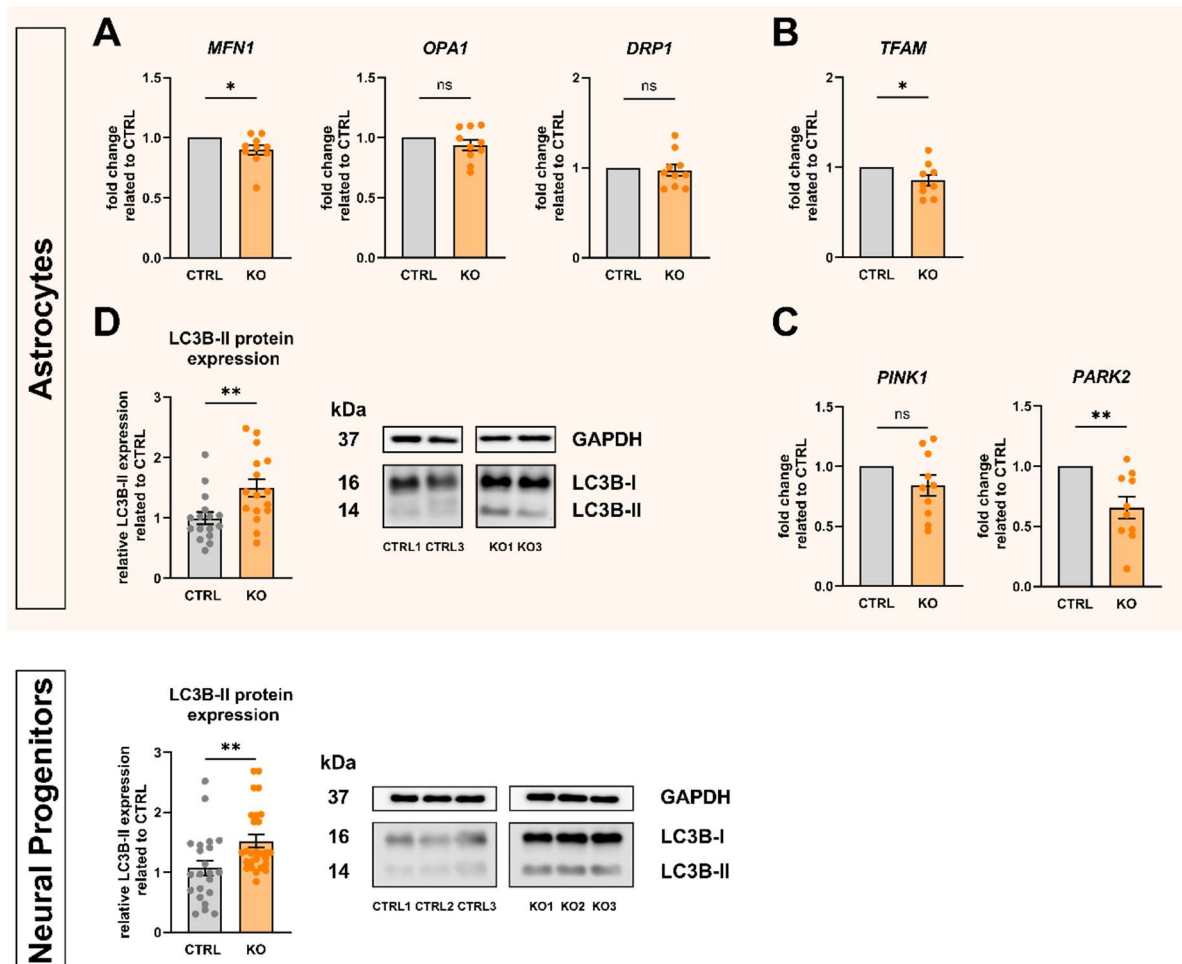 Astrocytes
A
MFN1
fold change
related to CTRL
1.5
1.0
0.5
0.0
*
CTRL KO
OPA1
fold change
related to CTRL
1.5
1.0
0.5
0.0
ns
CTRL KO
DRP1
fold change
related to CTRL
2
1
0
ns
CTRL KO
B
TFAM
fold change
related to CTRL
2
1
0
*
CTRL KO
D
LC3B-II protein
expression
relative LC3B-II expression
related to CTRL
3
2
1
0
**
CTRL KO
kDa
37 GAPDH
16 LC3B-I
14 LC3B-II
CTRL1 CTRL3 KO1 KO3
C
PINK1
fold change
related to CTRL
1.5
1.0
0.5
0.0
ns
CTRL KO
PARK2
fold change
related to CTRL
1.5
1.0
0.5
0.0
**
CTRL KO
Neural Progenitors
LC3B-II protein
expression
relative LC3B-II expression
related to CTRL
3
2
1
0
**
CTRL KO
kDa
37 GAPDH
16 LC3B-I
14 LC3B-II
CTRL1 CTRL2 CTRL3 KO1 KO2 KO3